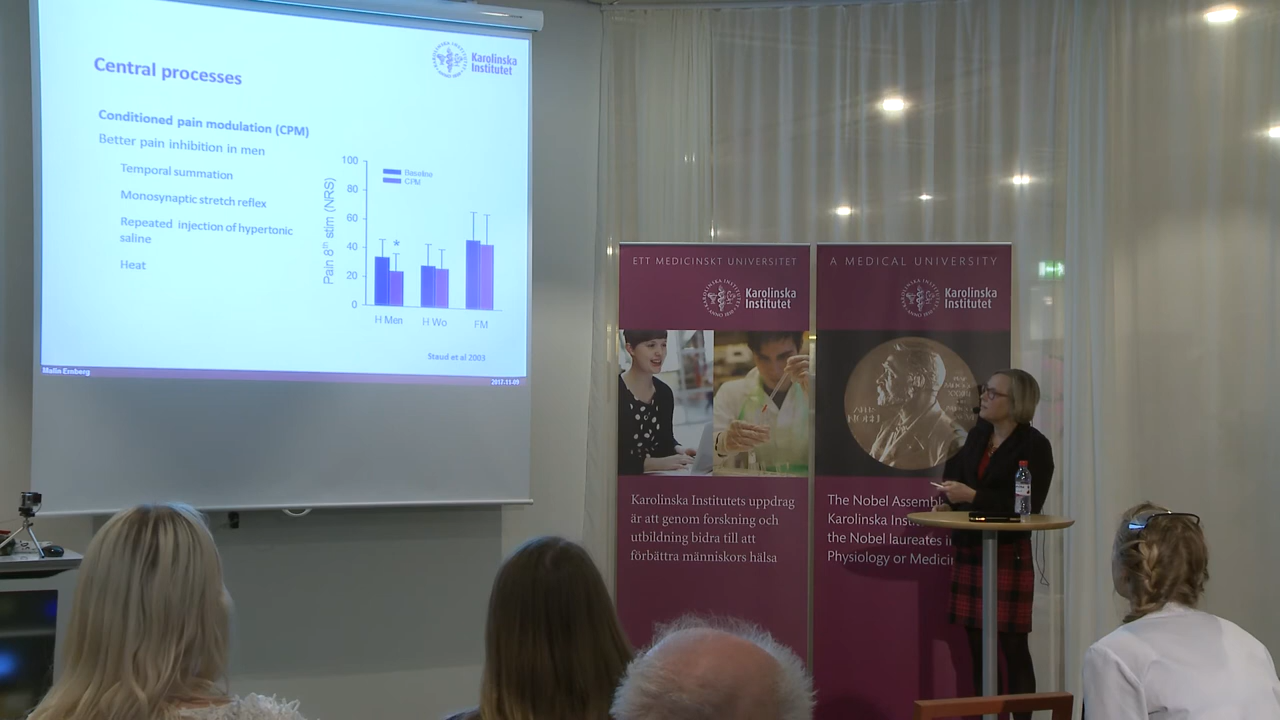 Central processes
Karolinska
Institutet
Conditioned pain modulation (CPM)
Better pain inhibition in men
Temporal summation
Monosynaptic stretch reflex
Repeated injection of hypertonic
saline
Heat
Pain 8th stim (NRS)
100
80
60
40
20
0
Baseline
CPM
*
H Men
H Wo
FM
Staud et al 2003
Malin Ernberg
2017-11-09
ETT MEDICINSKT UNIVERSITET
Karolinska
Institutet
Karolinska Institutets uppdrag
är att genom forskning och
utbildning bidra till att
förbättra människors hälsa
A MEDICAL UNIVERSITY
Karolinska
Institutet
The Nobel Assembl
Karolinska Inst
the Nobel laureates i
Physiology or Medicin